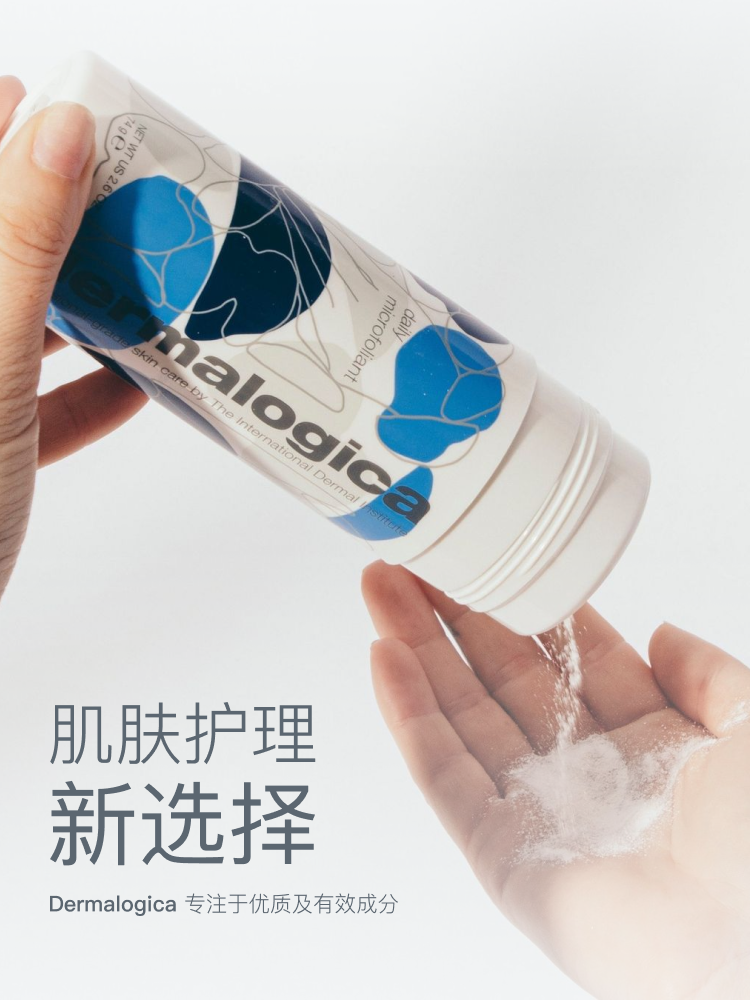 74 g ℮
NET WT US 2.6 Oz
daily
microfoliant
dermalogica
skin care by The International Dermal Institute
肌肤护理
新选择
Dermalogica 专注于优质及有效成分